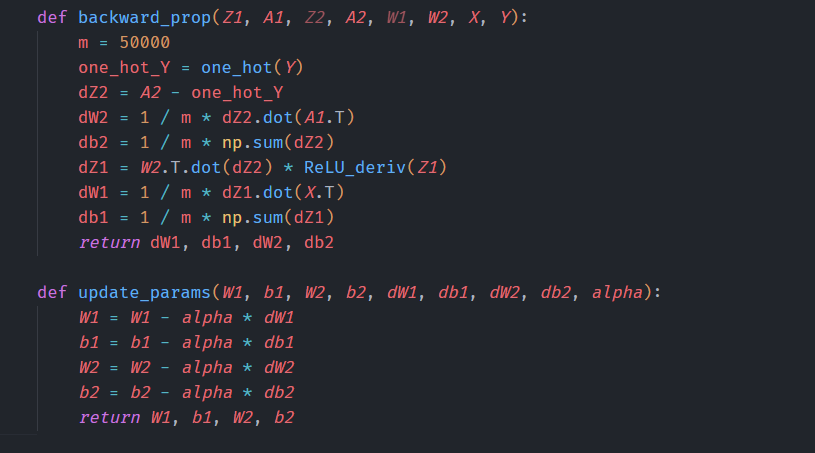 def backward_prop(Z1, A1, Z2, A2, W1, W2, X, Y):
    m = 50000
    one_hot_Y = one_hot(Y)
    dZ2 = A2 - one_hot_Y
    dW2 = 1 / m * dZ2.dot(A1.T)
    db2 = 1 / m * np.sum(dZ2)
    dZ1 = W2.T.dot(dZ2) * ReLU_deriv(Z1)
    dW1 = 1 / m * dZ1.dot(X.T)
    db1 = 1 / m * np.sum(dZ1)
    return dW1, db1, dW2, db2

def update_params(W1, b1, W2, b2, dW1, db1, dW2, db2, alpha):
    W1 = W1 - alpha * dW1
    b1 = b1 - alpha * db1
    W2 = W2 - alpha * dW2
    b2 = b2 - alpha * db2
    return W1, b1, W2, b2